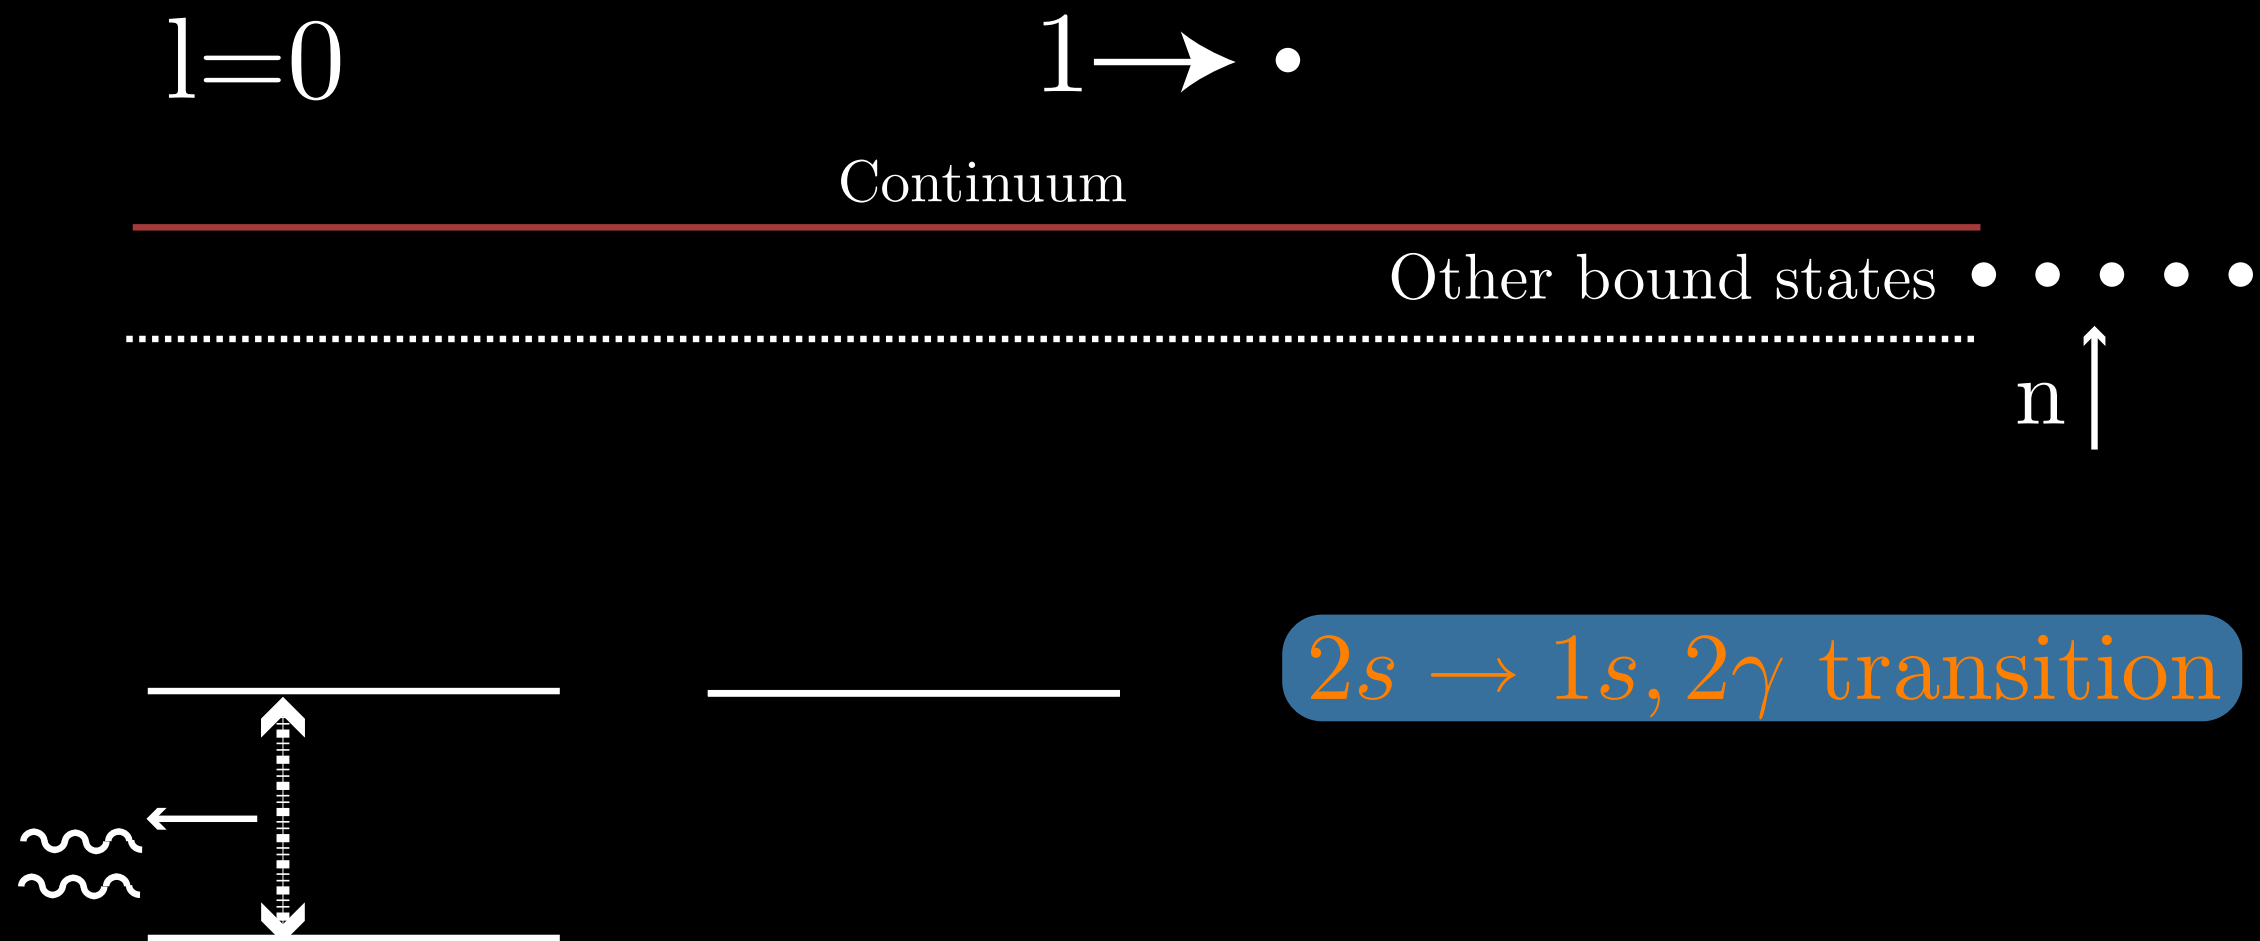 l=0
1→
Continuum
Other bound states
n
2s → 1s, 2γ transition